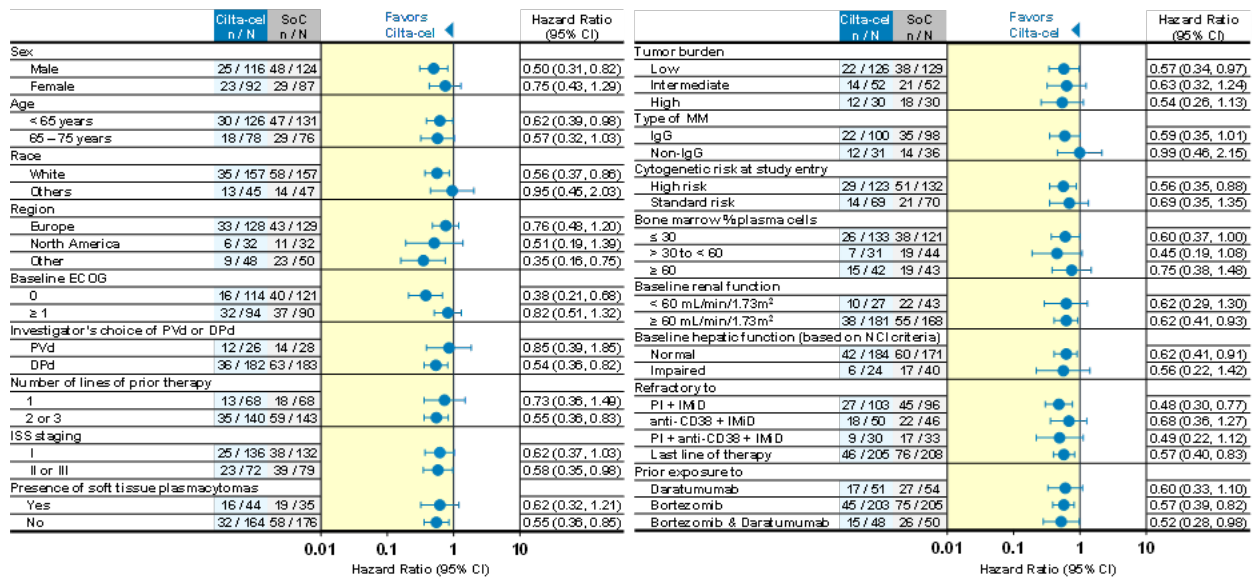 Cilta-cel SoC Favors Hazard Ratio
n / N n / N Cilta-cel (95% CI)
Sex
Male 25 / 116 48 / 124 0.50 (0.31, 0.82)
Female 23 / 92 29 / 87 0.75 (0.43, 1.29)
Age
< 65 years 30 / 126 47 / 131 0.62 (0.39, 0.98)
65 – 75 years 18 / 78 29 / 76 0.57 (0.32, 1.03)
Race
White 35 / 157 58 / 157 0.56 (0.37, 0.86)
Others 13 / 45 14 / 47 0.95 (0.45, 2.03)
Region
Europe 33 / 128 43 / 129 0.76 (0.48, 1.20)
North America 6 / 32 11 / 32 0.51 (0.19, 1.39)
Other 9 / 48 23 / 50 0.35 (0.16, 0.75)
Baseline ECOG
0 16 / 114 40 / 121 0.38 (0.21, 0.68)
≥ 1 32 / 94 37 / 90 0.82 (0.51, 1.32)
Investigator's choice of PVd or DPd
PVd 12 / 26 14 / 28 0.85 (0.39, 1.85)
DPd 36 / 182 63 / 183 0.54 (0.36, 0.82)
Number of lines of prior therapy
1 13 / 68 18 / 68 0.73 (0.36, 1.49)
2 or 3 35 / 140 59 / 143 0.55 (0.36, 0.83)
ISS staging
I 25 / 136 38 / 132 0.62 (0.37, 1.03)
II or III 23 / 72 39 / 79 0.58 (0.35, 0.98)
Presence of soft tissue plasmacytomas
Yes 16 / 44 19 / 35 0.62 (0.32, 1.21)
No 32 / 164 58 / 176 0.55 (0.36, 0.85)
0.01 0.1 1 10
Hazard Ratio (95% CI)
Cilta-cel SoC Favors Hazard Ratio
n / N n / N Cilta-cel (95% CI)
Tumor burden
Low 22 / 126 38 / 129 0.57 (0.34, 0.97)
Intermediate 14 / 52 21 / 52 0.63 (0.32, 1.24)
High 12 / 30 18 / 30 0.54 (0.26, 1.13)
Type of MM
IgG 22 / 100 35 / 98 0.59 (0.35, 1.01)
Non-IgG 12 / 31 14 / 36 0.99 (0.46, 2.15)
Cytogenetic risk at study entry
High risk 29 / 123 51 / 132 0.56 (0.35, 0.88)
Standard risk 14 / 69 21 / 70 0.69 (0.35, 1.35)
Bone marrow % plasma cells
≤ 30 26 / 133 38 / 121 0.60 (0.37, 1.00)
> 30 to < 60 7 / 31 19 / 44 0.45 (0.19, 1.08)
≥ 60 15 / 42 19 / 43 0.75 (0.38, 1.48)
Baseline renal function
< 60 mL/min/1.73m² 10 / 27 22 / 43 0.62 (0.29, 1.30)
≥ 60 mL/min/1.73m² 38 / 181 55 / 168 0.62 (0.41, 0.93)
Baseline hepatic function (based on NCI criteria)
Normal 42 / 184 60 / 171 0.62 (0.41, 0.91)
Impaired 6 / 24 17 / 40 0.56 (0.22, 1.42)
Refractory to
PI + IMiD 27 / 103 45 / 96 0.48 (0.30, 0.77)
anti-CD38 + IMiD 18 / 50 22 / 46 0.68 (0.36, 1.27)
PI + anti-CD38 + IMiD 9 / 30 17 / 33 0.49 (0.22, 1.12)
Last line of therapy 46 / 205 76 / 208 0.57 (0.40, 0.83)
Prior exposure to
Daratumumab 17 / 51 27 / 54 0.60 (0.33, 1.10)
Bortezomib 45 / 203 75 / 205 0.57 (0.39, 0.82)
Bortezomib & Daratumumab 15 / 48 26 / 50 0.52 (0.28, 0.98)
0.01 0.1 1 10
Hazard Ratio (95% CI)